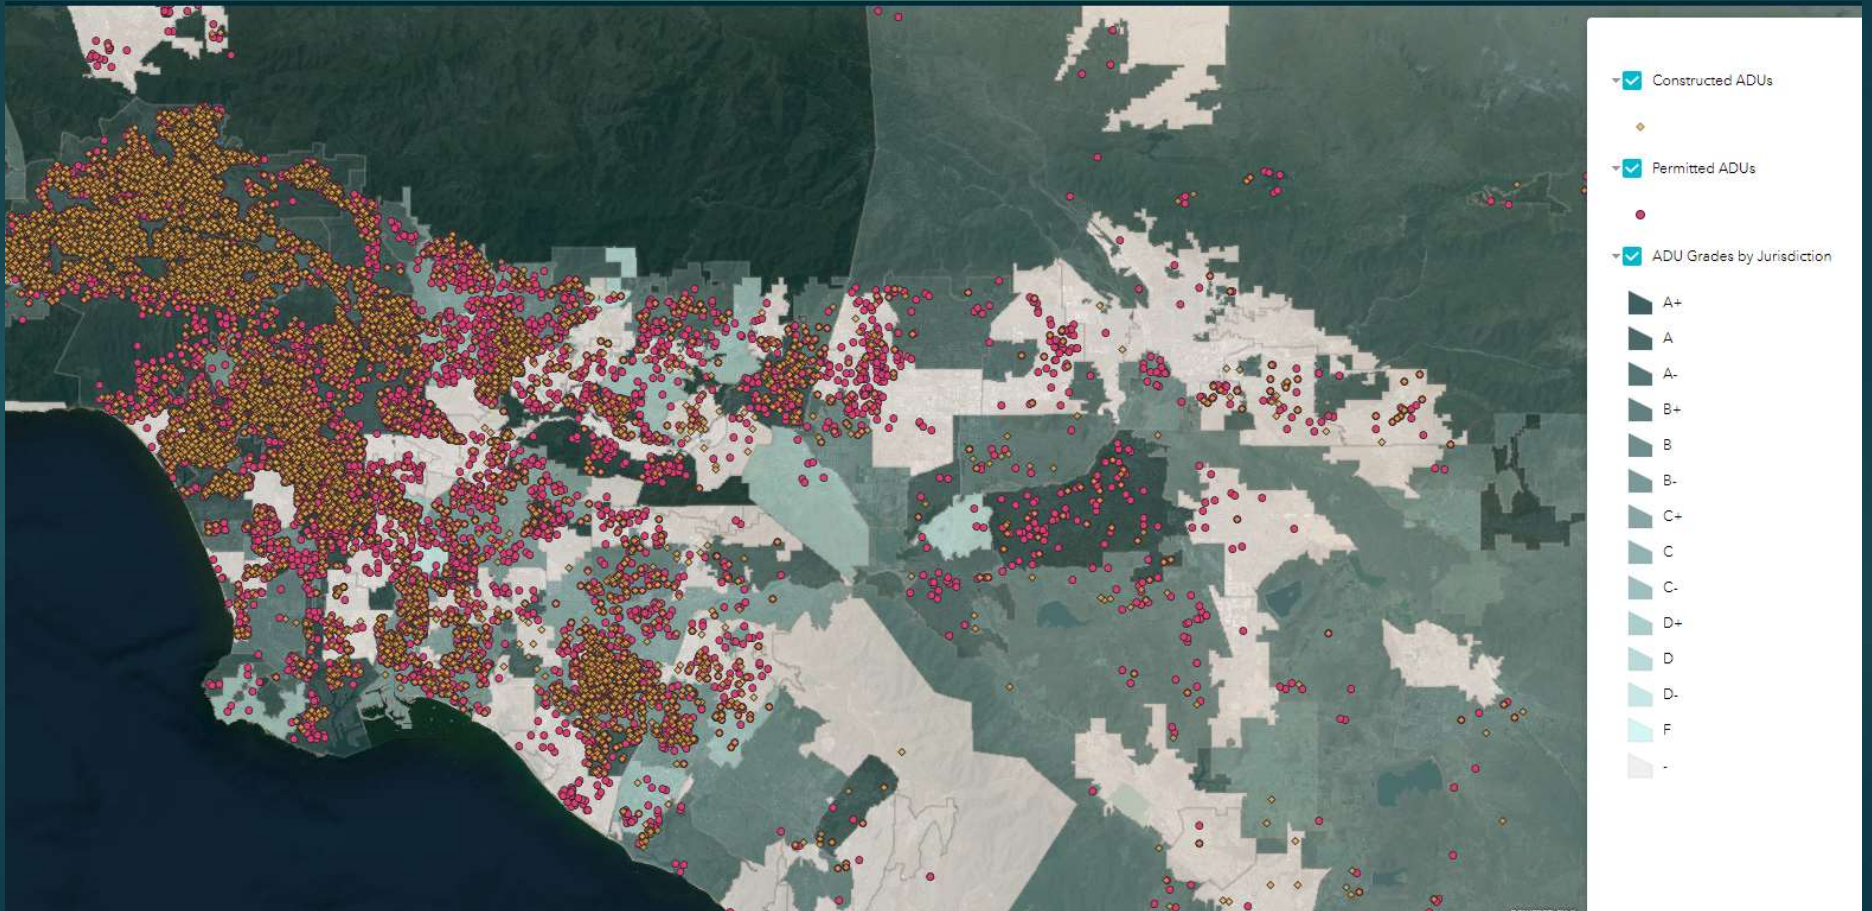 Constructed ADUs
Permitted ADUs
ADU Grades by Jurisdiction
A+
A
A-
B+
B
B-
C+
C
C-
D+
D
D-
F
-